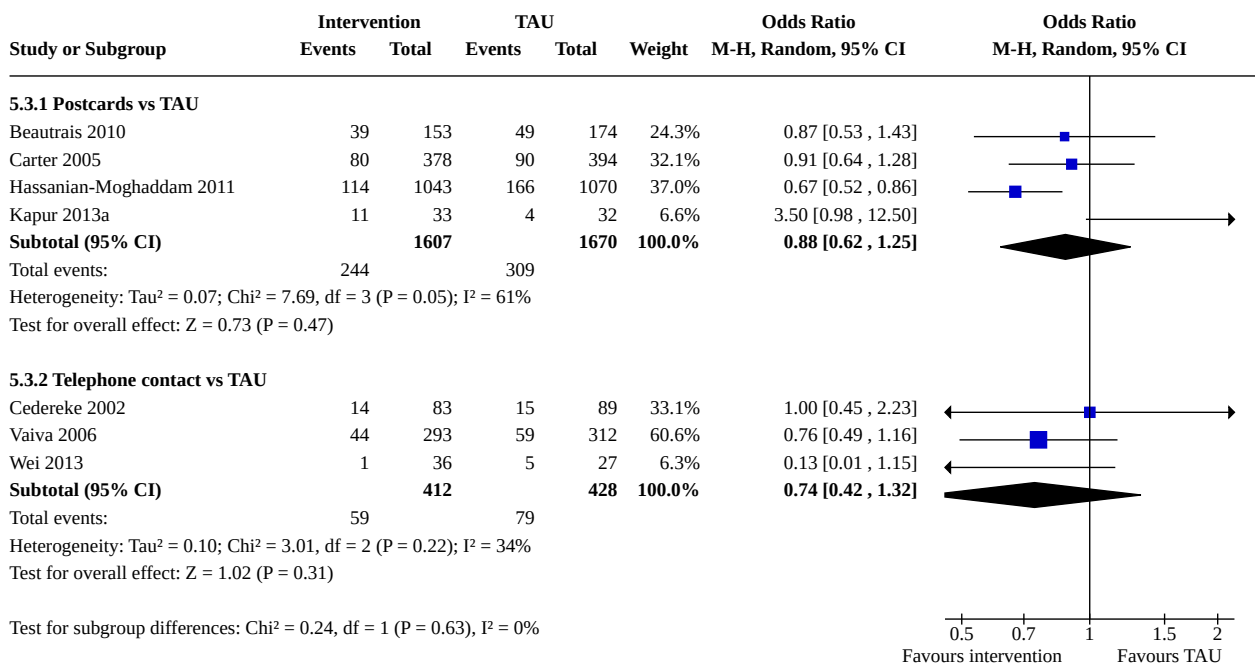 Intervention TAU Odds Ratio Odds Ratio
Study or Subgroup Events Total Events Total Weight M-H, Random, 95% CI M-H, Random, 95% CI
5.3.1 Postcards vs TAU
Beautrais 2010 39 153 49 174 24.3% 0.87 [0.53 , 1.43]
Carter 2005 80 378 90 394 32.1% 0.91 [0.64 , 1.28]
Hassanian-Moghaddam 2011 114 1043 166 1070 37.0% 0.67 [0.52 , 0.86]
Kapur 2013a 11 33 4 32 6.6% 3.50 [0.98 , 12.50]
Subtotal (95% CI) 1607 1670 100.0% 0.88 [0.62 , 1.25]
Total events: 244 309
Heterogeneity: Tau² = 0.07; Chi² = 7.69, df = 3 (P = 0.05); I² = 61%
Test for overall effect: Z = 0.73 (P = 0.47)
5.3.2 Telephone contact vs TAU
Cedereke 2002 14 83 15 89 33.1% 1.00 [0.45 , 2.23]
Vaiva 2006 44 293 59 312 60.6% 0.76 [0.49 , 1.16]
Wei 2013 1 36 5 27 6.3% 0.13 [0.01 , 1.15]
Subtotal (95% CI) 412 428 100.0% 0.74 [0.42 , 1.32]
Total events: 59 79
Heterogeneity: Tau² = 0.10; Chi² = 3.01, df = 2 (P = 0.22); I² = 34%
Test for overall effect: Z = 1.02 (P = 0.31)
Test for subgroup differences: Chi² = 0.24, df = 1 (P = 0.63), I² = 0%
0.5 0.7 1 1.5 2
Favours intervention Favours TAU